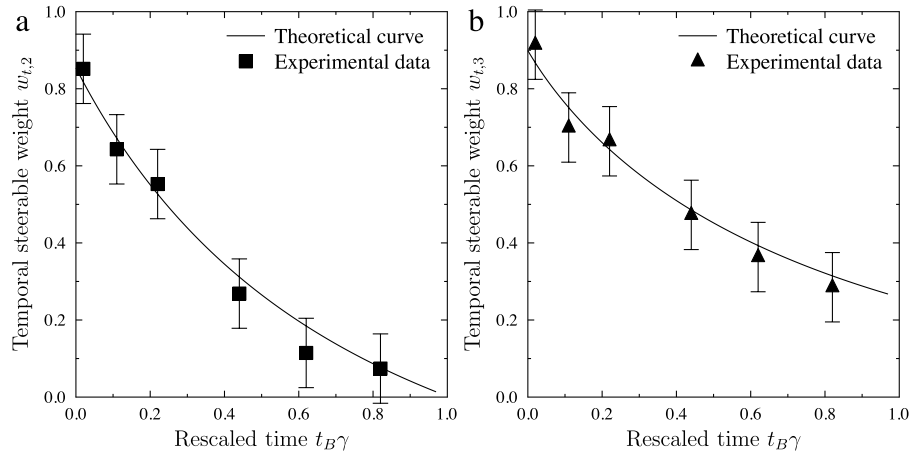 a
Theoretical curve
Experimental data
Temporal steerable weight w_{t,2}
1.0
0.8
0.6
0.4
0.2
0.0
0.0 0.2 0.4 0.6 0.8 1.0
Rescaled time t_Bγ
b
Theoretical curve
Experimental data
Temporal steerable weight w_{t,3}
1.0
0.8
0.6
0.4
0.2
0.0
0.0 0.2 0.4 0.6 0.8 1.0
Rescaled time t_Bγ